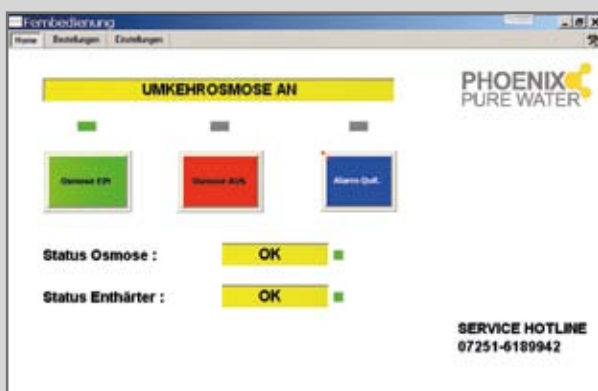 Fernbedienung
Home Bestellungen Einstellungen
UMKEHROSMOSE AN
PHOENIX
PURE WATER
Osmose EIN
Osmose AUS
Alarm Quit.
Status Osmose : OK
Status Enthärter : OK
SERVICE HOTLINE
07251-6189942